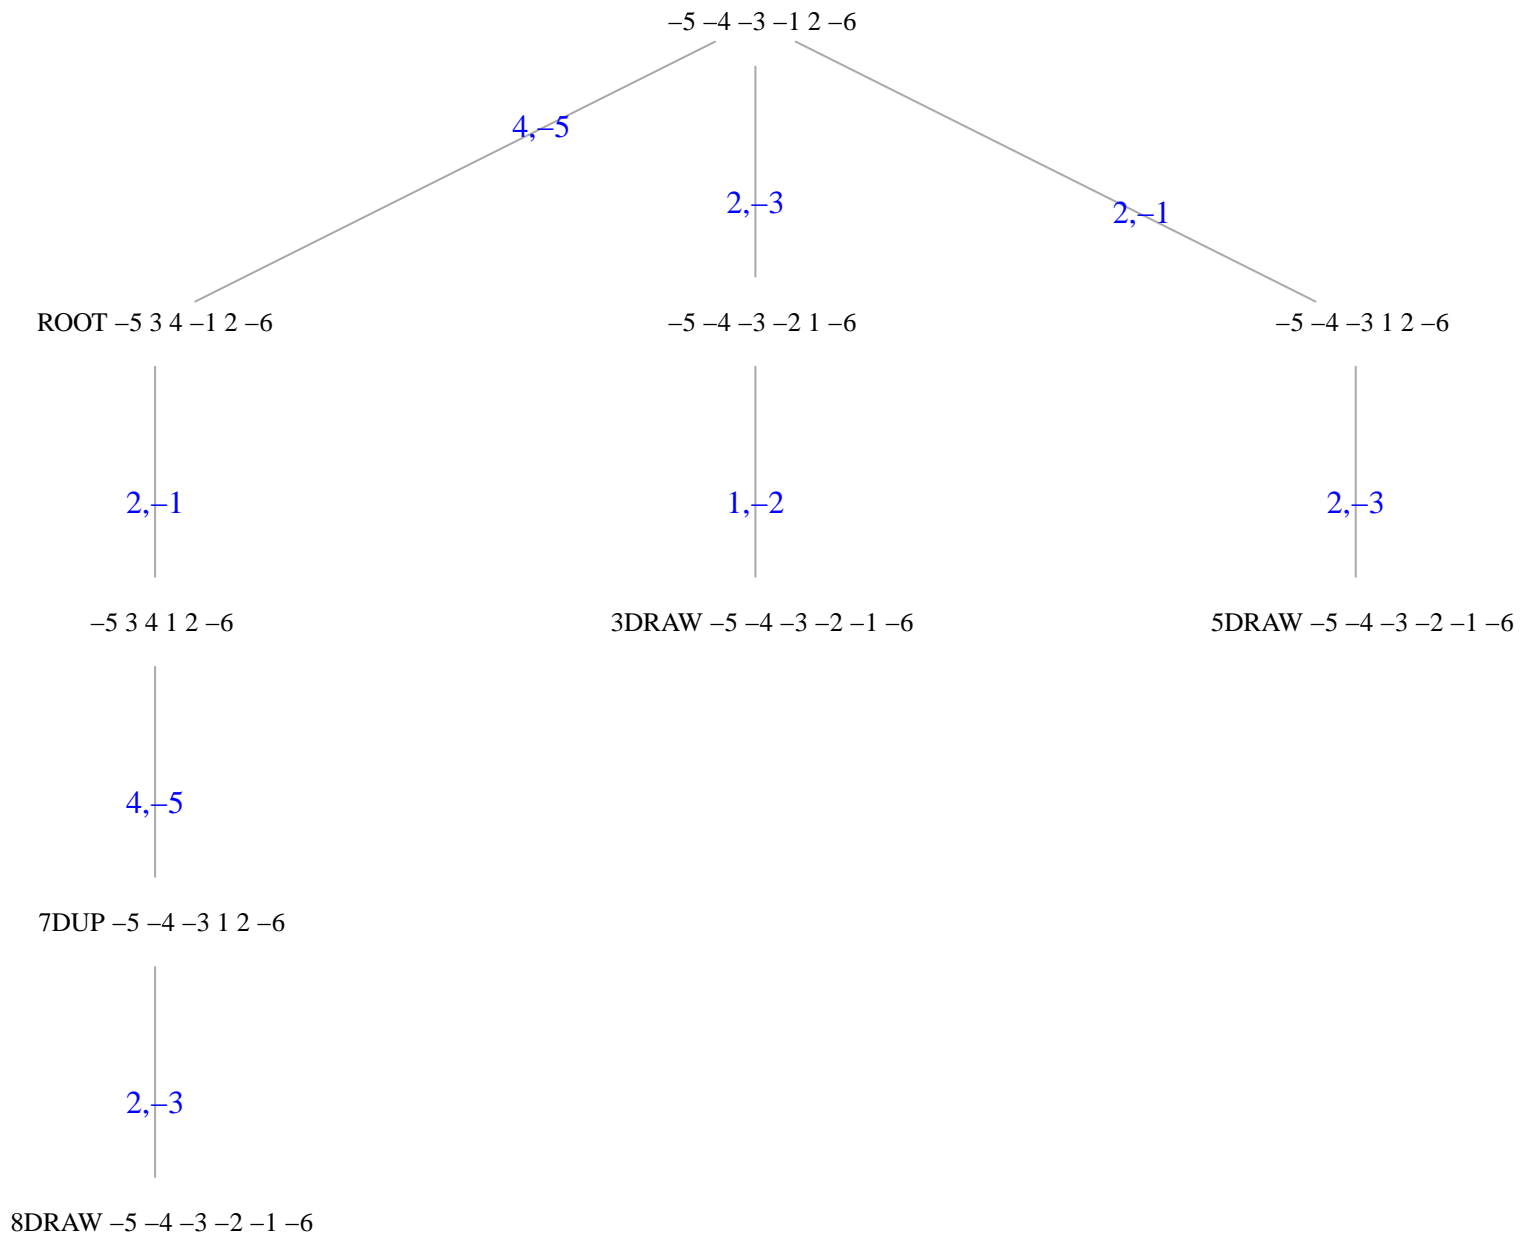 –5 –4 –3 –1 2 –6
4,–5
2,–3
2,–1
ROOT –5 3 4 –1 2 –6
–5 –4 –3 –2 1 –6
–5 –4 –3 1 2 –6
2,–1
1,–2
2,–3
–5 3 4 1 2 –6
3DRAW –5 –4 –3 –2 –1 –6
5DRAW –5 –4 –3 –2 –1 –6
4,–5
7DUP –5 –4 –3 1 2 –6
2,–3
8DRAW –5 –4 –3 –2 –1 –6